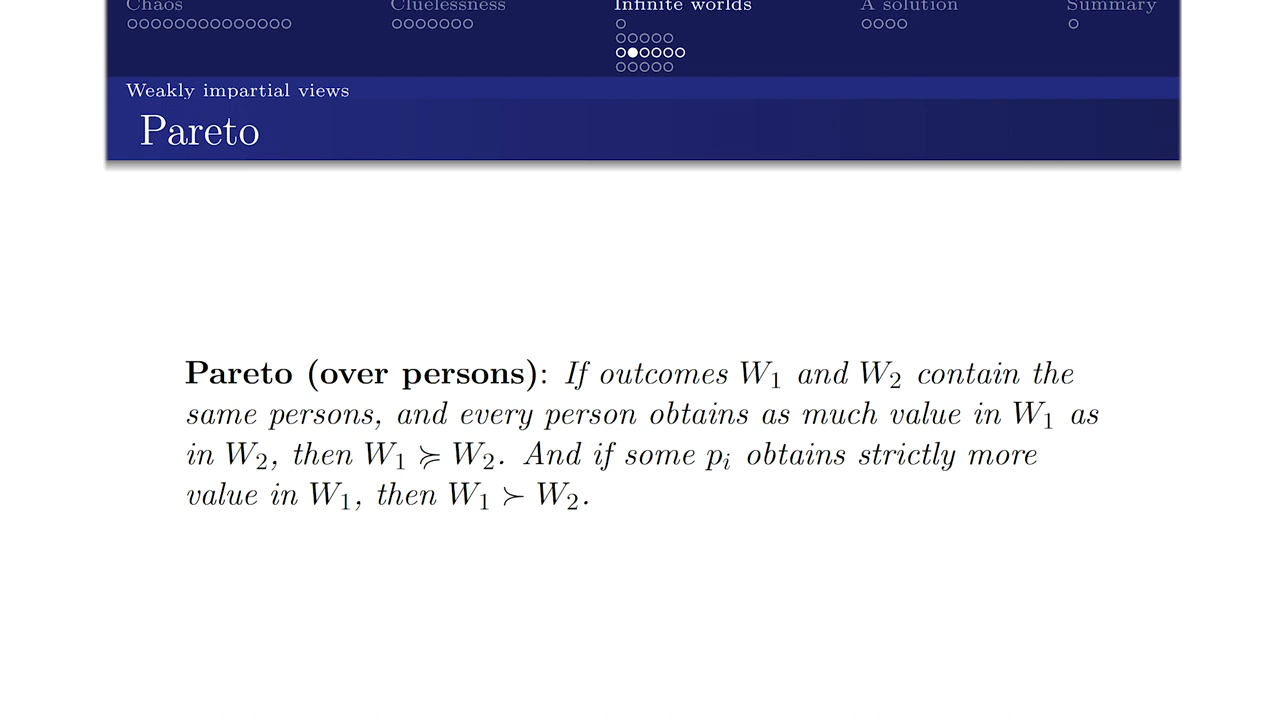 Chaos Cluelessness Infinite worlds A solution Summary
Weakly impartial views
Pareto
Pareto (over persons): If outcomes W₁ and W₂ contain the
same persons, and every person obtains as much value in W₁ as
in W₂, then W₁ ≽ W₂. And if some pᵢ obtains strictly more
value in W₁, then W₁ ≻ W₂.